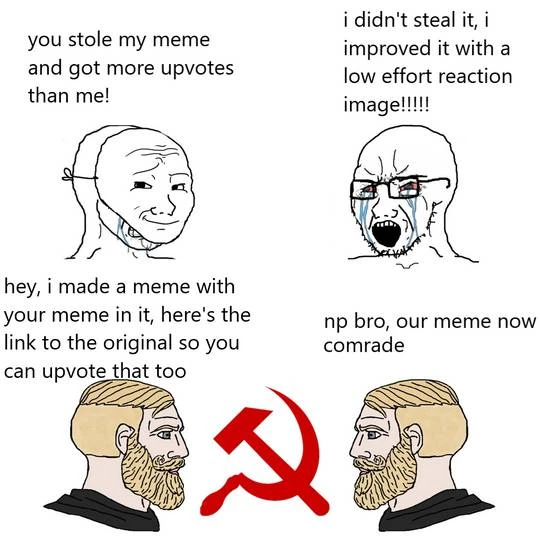 you stole my meme
and got more upvotes
than me!
i didn't steal it, i
improved it with a
low effort reaction
image!!!!!
hey, i made a meme with
your meme in it, here's the
link to the original so you
can upvote that too
np bro, our meme now
comrade